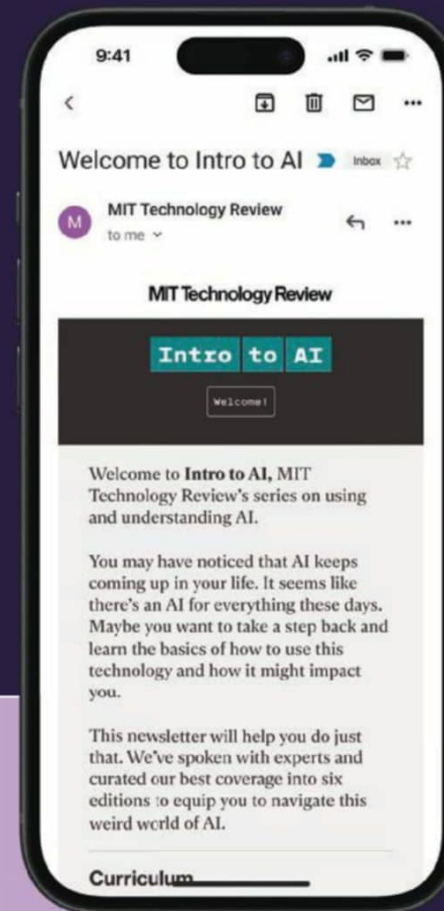 9:41
Welcome to Intro to AI Inbox
M
MIT Technology Review
to me
MIT Technology Review
Intro to AI
Welcome!
Welcome to Intro to AI, MIT
Technology Review's series on using
and understanding AI.
You may have noticed that AI keeps
coming up in your life. It seems like
there's an AI for everything these days.
Maybe you want to take a step back and
learn the basics of how to use this
technology and how it might impact
you.
This newsletter will help you do just
that. We've spoken with experts and
curated our best coverage into six
editions to equip you to navigate this
weird world of AI.
Curriculum